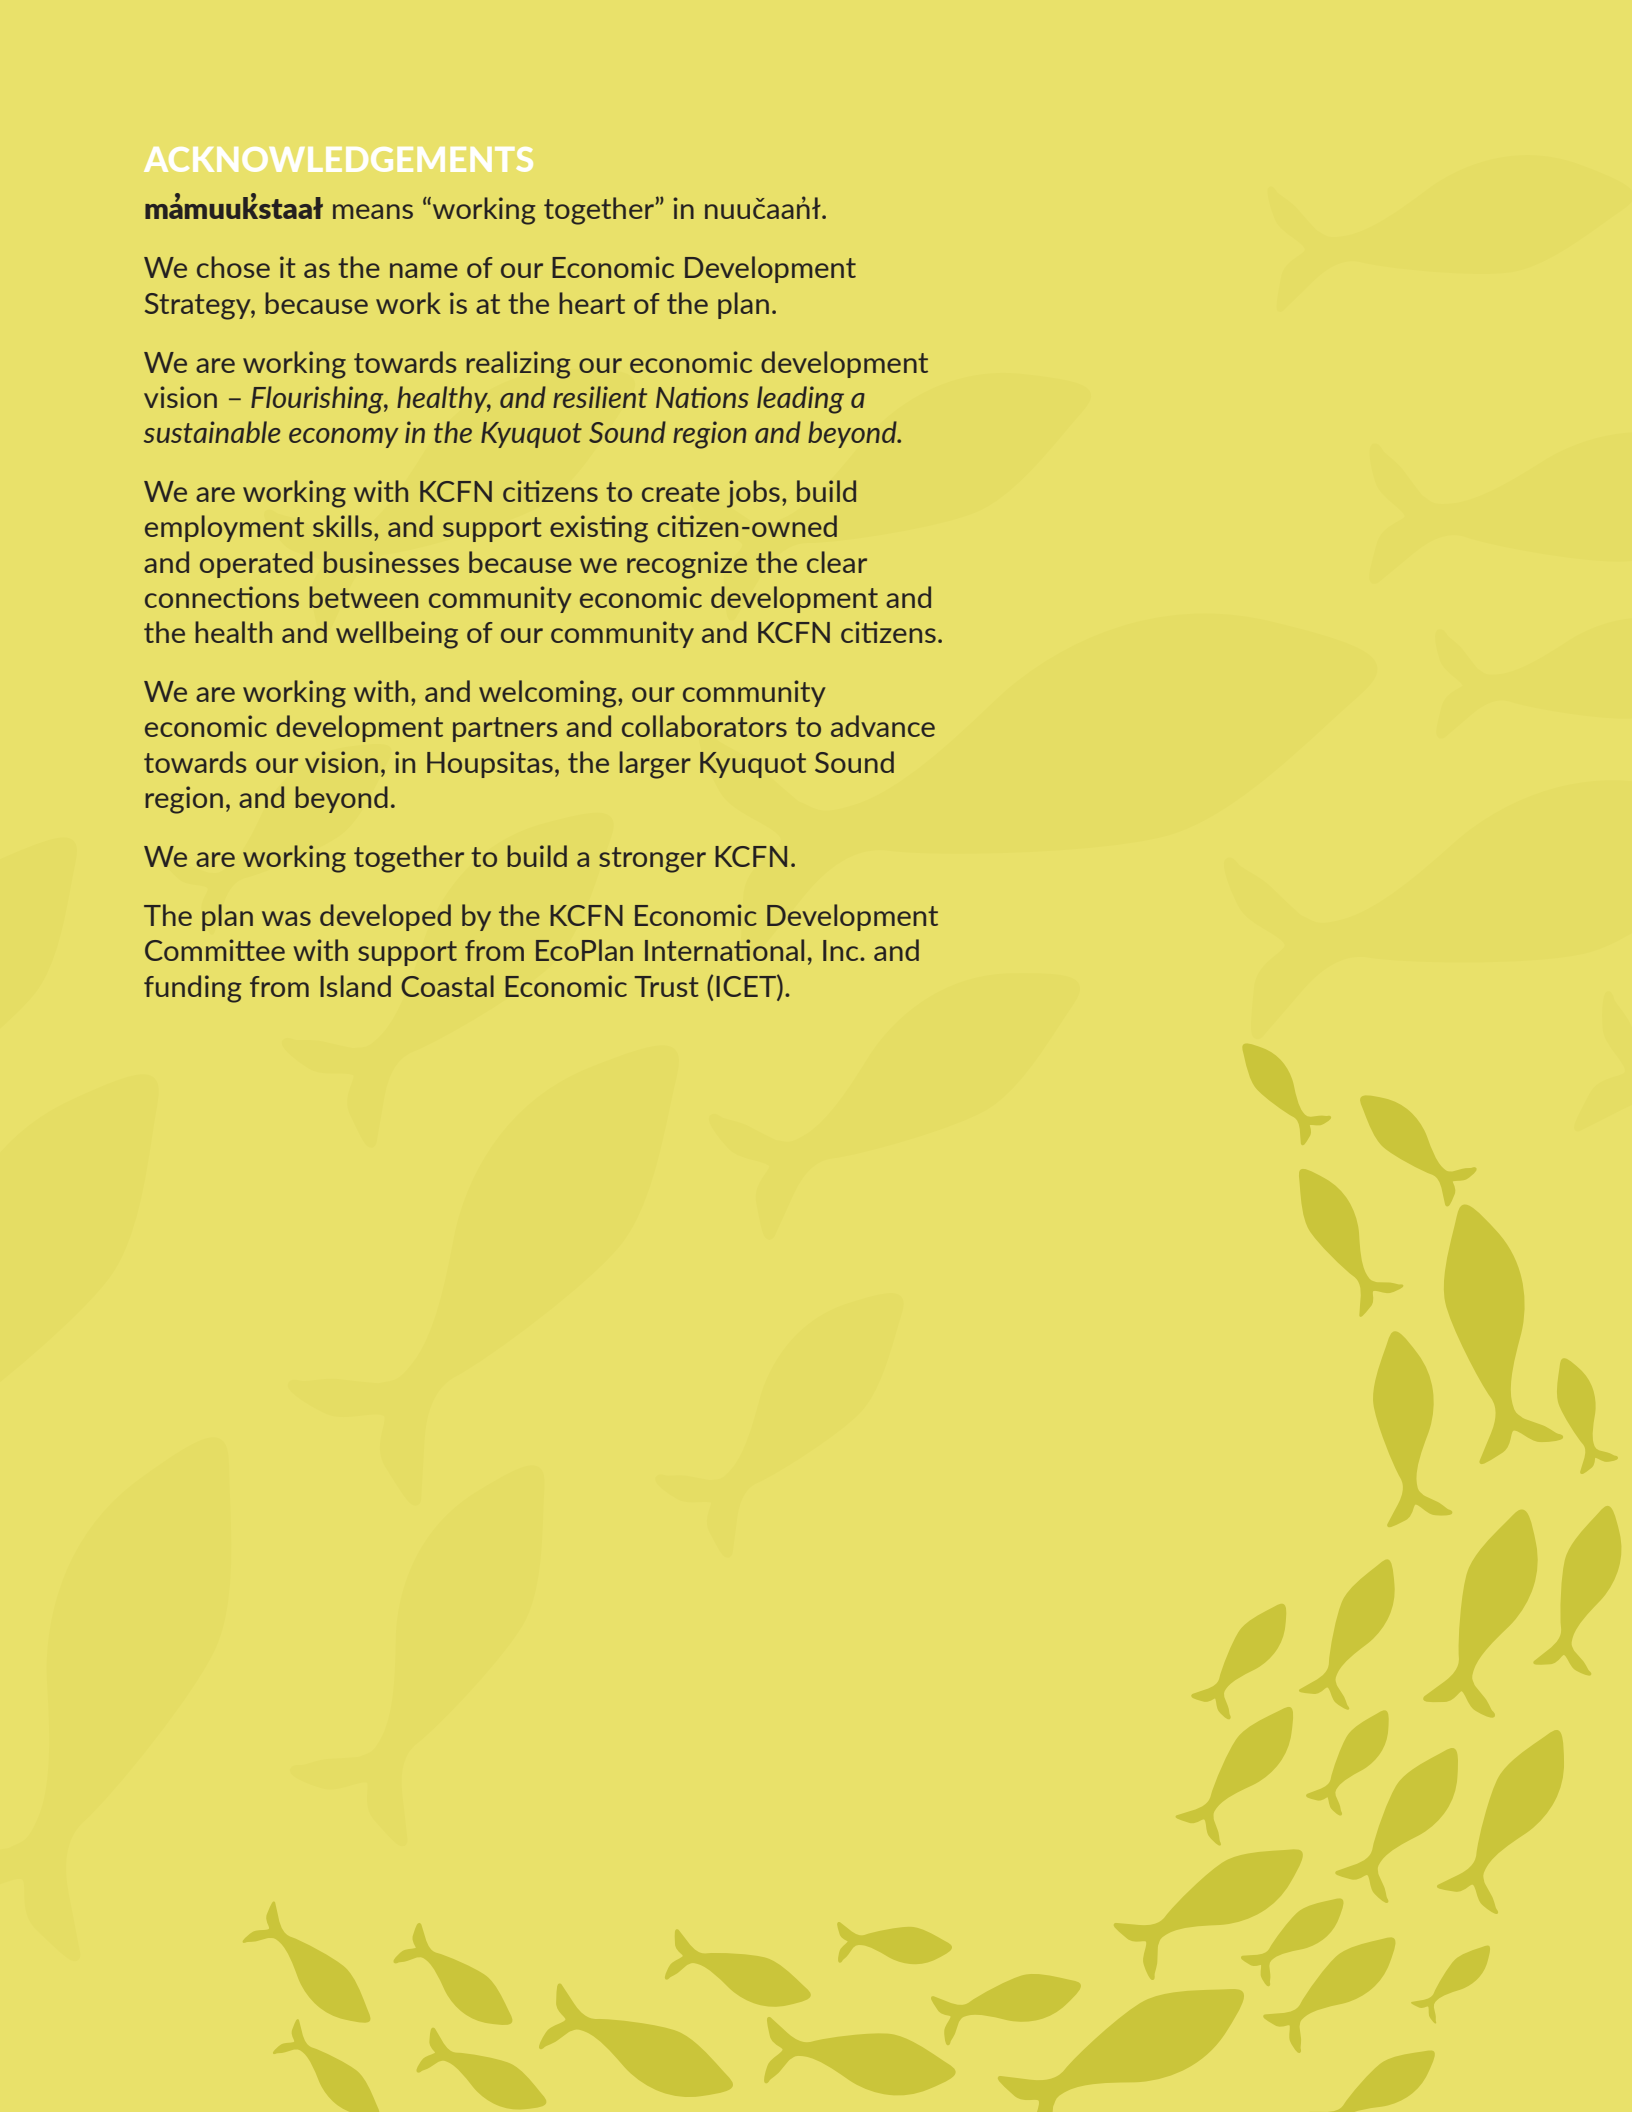 ACKNOWLEDGEMENTS
m̓amuuk̓staał means “working together” in nuučaan̓ł.
We chose it as the name of our Economic Development
Strategy, because work is at the heart of the plan.
We are working towards realizing our economic development
vision – Flourishing, healthy, and resilient Nations leading a
sustainable economy in the Kyuquot Sound region and beyond.
We are working with KCFN citizens to create jobs, build
employment skills, and support existing citizen-owned
and operated businesses because we recognize the clear
connections between community economic development and
the health and wellbeing of our community and KCFN citizens.
We are working with, and welcoming, our community
economic development partners and collaborators to advance
towards our vision, in Houpsitas, the larger Kyuquot Sound
region, and beyond.
We are working together to build a stronger KCFN.
The plan was developed by the KCFN Economic Development
Committee with support from EcoPlan International, Inc. and
funding from Island Coastal Economic Trust (ICET).